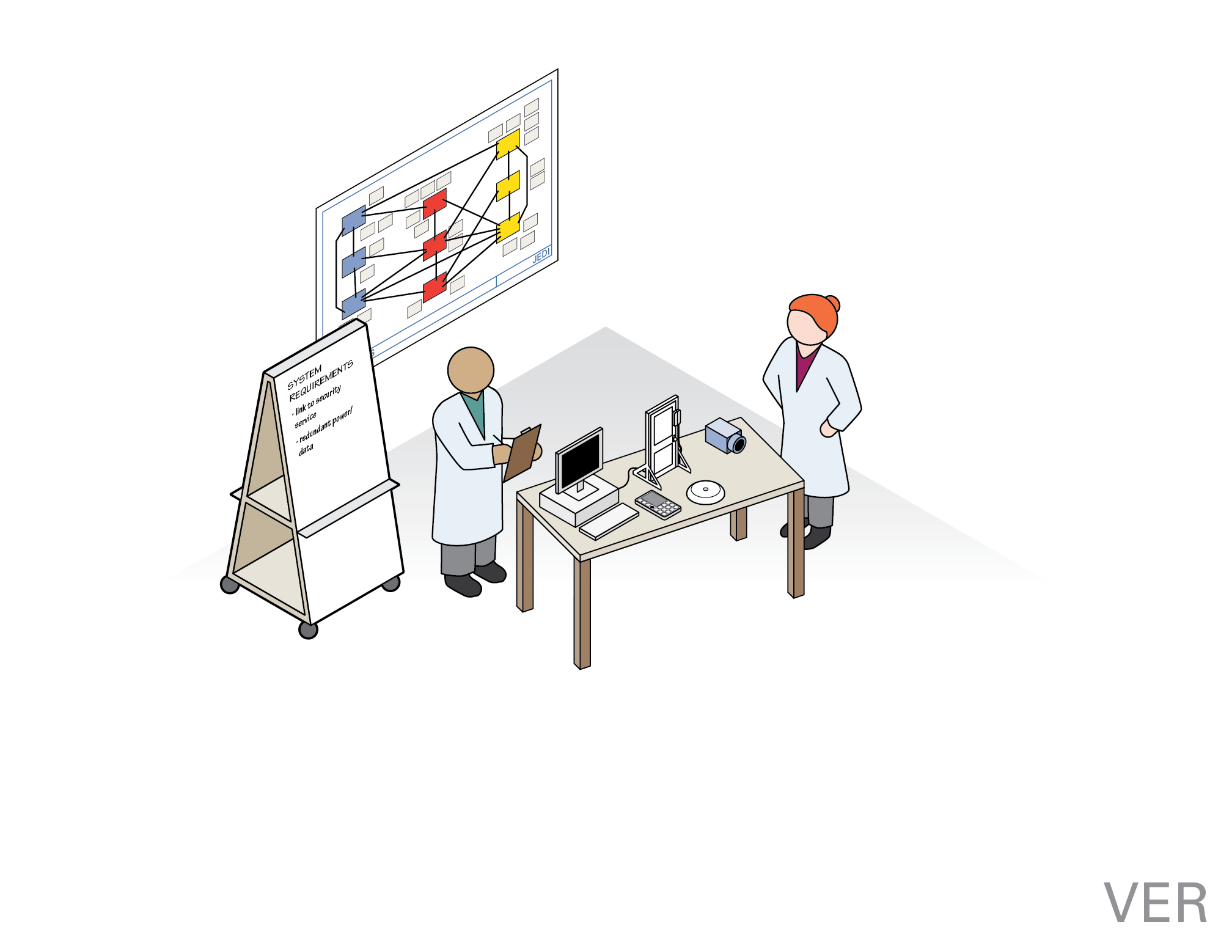 JEDI
SYSTEM
REQUIREMENTS
- link to security
service
- redundant power/
data
VER